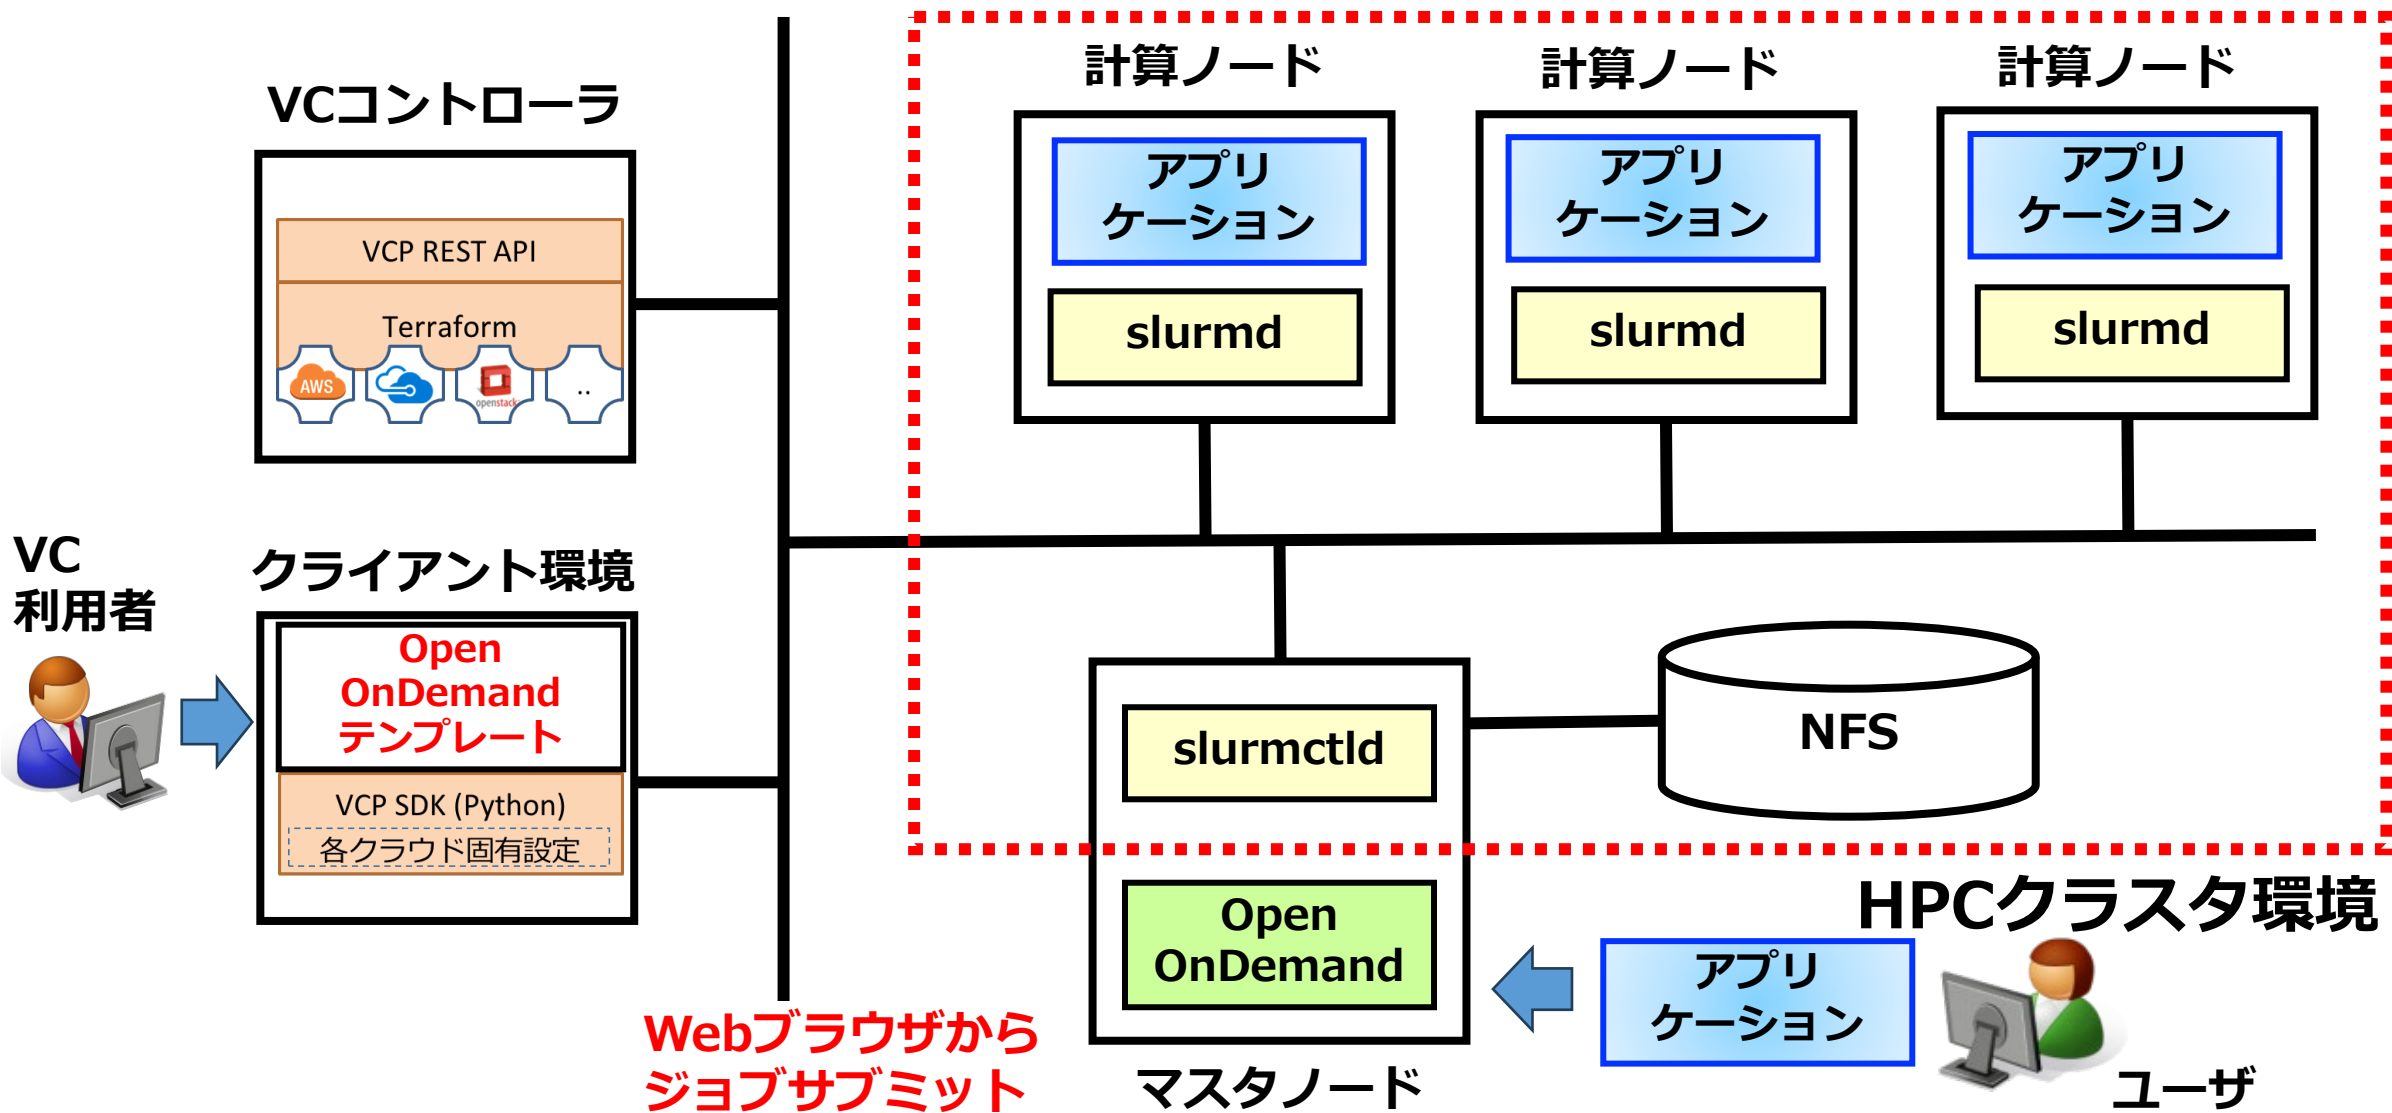 VCコントローラ
VCP REST API
Terraform
AWS
openstack
..
VC
利用者
クライアント環境
Open
OnDemand
テンプレート
VCP SDK (Python)
各クラウド固有設定
計算ノード
アプリ
ケーション
slurmd
計算ノード
アプリ
ケーション
slurmd
計算ノード
アプリ
ケーション
slurmd
slurmctld
NFS
Open
OnDemand
HPCクラスタ環境
アプリ
ケーション
Webブラウザから
ジョブサブミット
マスタノード
ユーザ